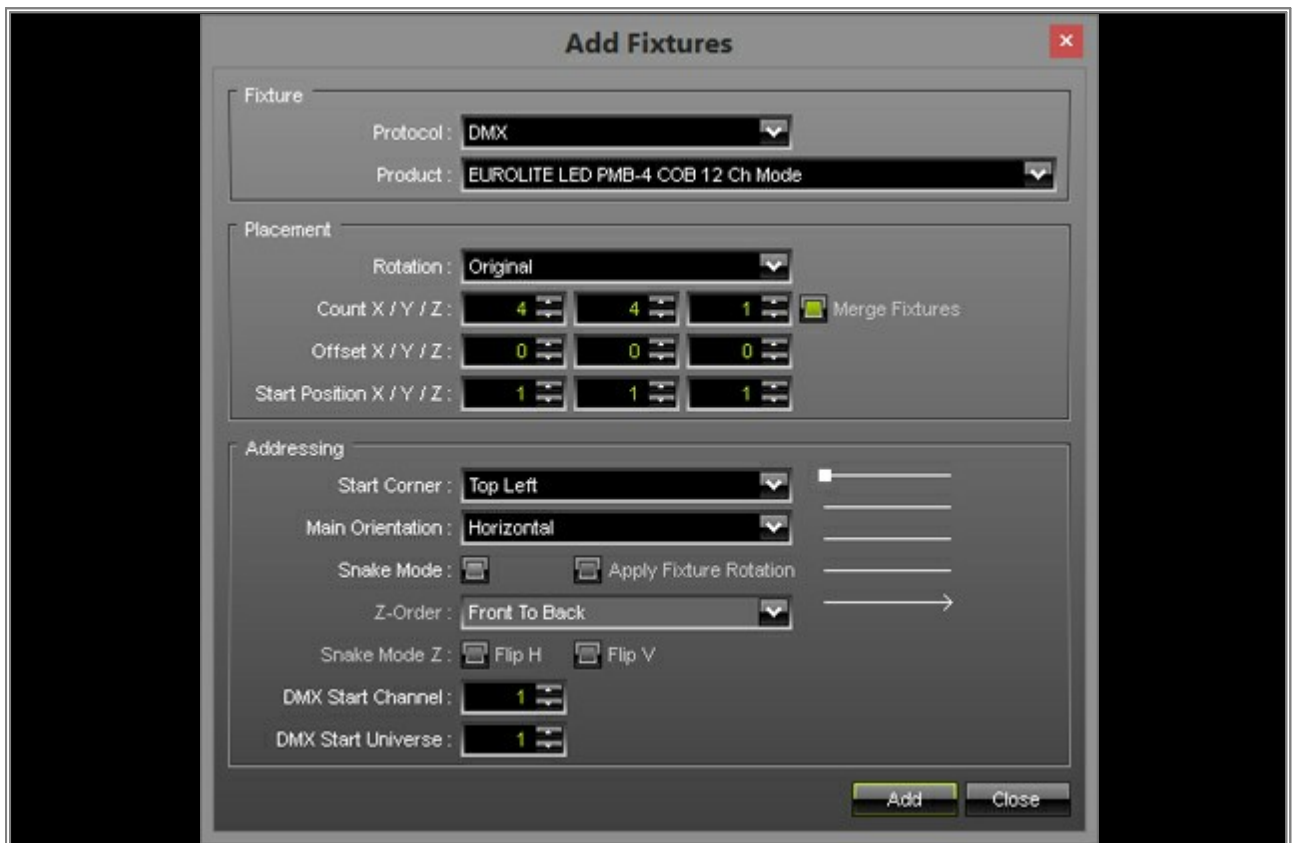 Add Fixtures
Fixture
Protocol : DMX
Product : EUROLITE LED PMB-4 COB 12 Ch Mode
Placement
Rotation : Original
Count X / Y / Z : 4 4 1 Merge Fixtures
Offset X / Y / Z : 0 0 0
Start Position X / Y / Z : 1 1 1
Addressing
Start Corner : Top Left
Main Orientation : Horizontal
Snake Mode : Apply Fixture Rotation
Z-Order : Front To Back
Snake Mode Z : Flip H Flip V
DMX Start Channel : 1
DMX Start Universe : 1
Add Close